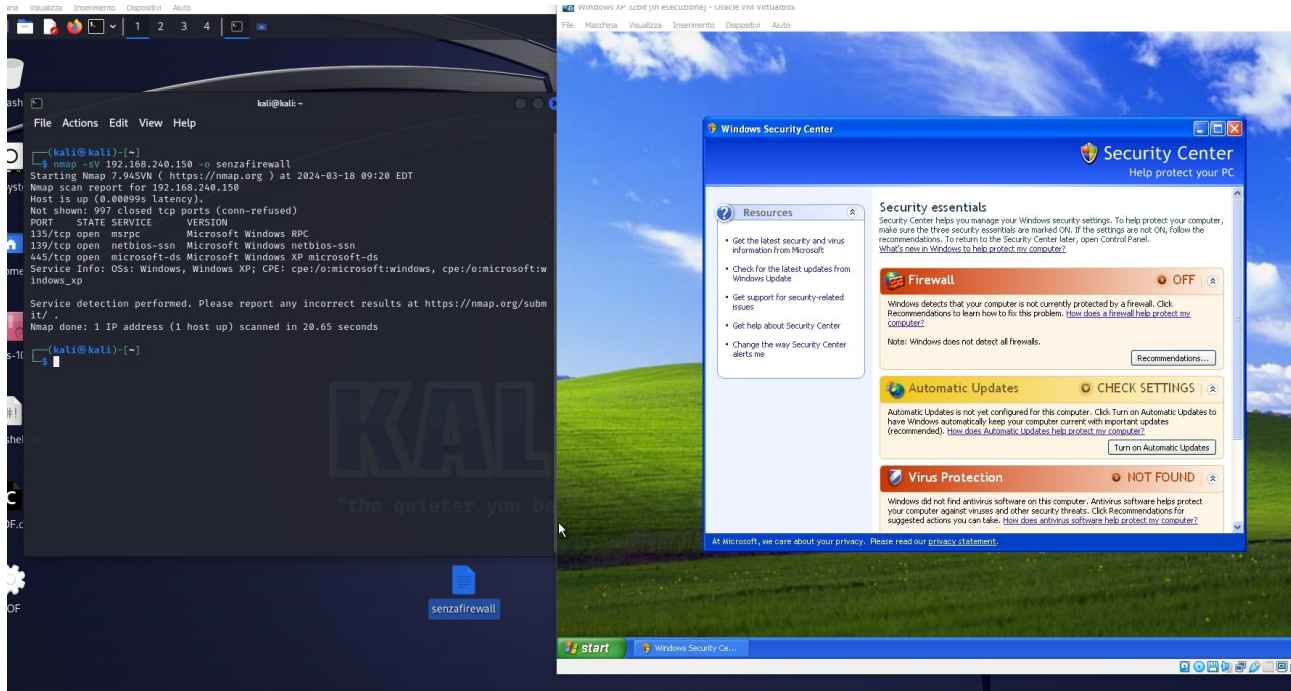 Visualizza Inserimento Dispositivi Aiuto
1 2 3 4
kali@kali: ~
File Actions Edit View Help
(kali㉿kali)-[~]
$ nmap -sV 192.168.240.150 -o senzafirewall
Starting Nmap 7.94SVN ( https://nmap.org ) at 2024-03-18 09:20 EDT
Nmap scan report for 192.168.240.150
Host is up (0.00099s latency).
Not shown: 997 closed tcp ports (conn-refused)
PORT STATE SERVICE VERSION
135/tcp open msrpc Microsoft Windows RPC
139/tcp open netbios-ssn Microsoft Windows netbios-ssn
445/tcp open microsoft-ds Microsoft Windows XP microsoft-ds
Service Info: OSs: Windows, Windows XP; CPE: cpe:/o:microsoft:windows, cpe:/o:microsoft:w
indows_xp
Service detection performed. Please report any incorrect results at https://nmap.org/subm
it/ .
Nmap done: 1 IP address (1 host up) scanned in 20.65 seconds
(kali㉿kali)-[~]
$
KAL
"the quieter you be
senzafirewall
Windows XP 32bit [In esecuzione] - Oracle VM VirtualBox
File Macchina Visualizza Inserimento Dispositivi Aiuto
Windows Security Center
Security Center
Help protect your PC
Resources
Get the latest security and virus
information from Microsoft
Check for the latest updates from
Windows Update
Get support for security-related
issues
Get help about Security Center
Change the way Security Center
alerts me
Security essentials
Security Center helps you manage your Windows security settings. To help protect your computer,
make sure the three security essentials are marked ON. If the settings are not ON, follow the
recommendations. To return to the Security Center later, open Control Panel.
What's new in Windows to help protect my computer?
Firewall OFF
Windows detects that your computer is not currently protected by a firewall. Click
Recommendations to learn how to fix this problem. How does a firewall help protect my
computer?
Note: Windows does not detect all firewalls.
Recommendations...
Automatic Updates CHECK SETTINGS
Automatic Updates is not yet configured for this computer. Click Turn on Automatic Updates to
have Windows automatically keep your computer current with important updates
(recommended). How does Automatic Updates help protect my computer?
Turn on Automatic Updates
Virus Protection NOT FOUND
Windows did not find antivirus software on this computer. Antivirus software helps protect
your computer against viruses and other security threats. Click Recommendations for
suggested actions you can take. How does antivirus software help protect my computer?
At Microsoft, we care about your privacy. Please read our privacy statement.
start
Windows Security Ce...